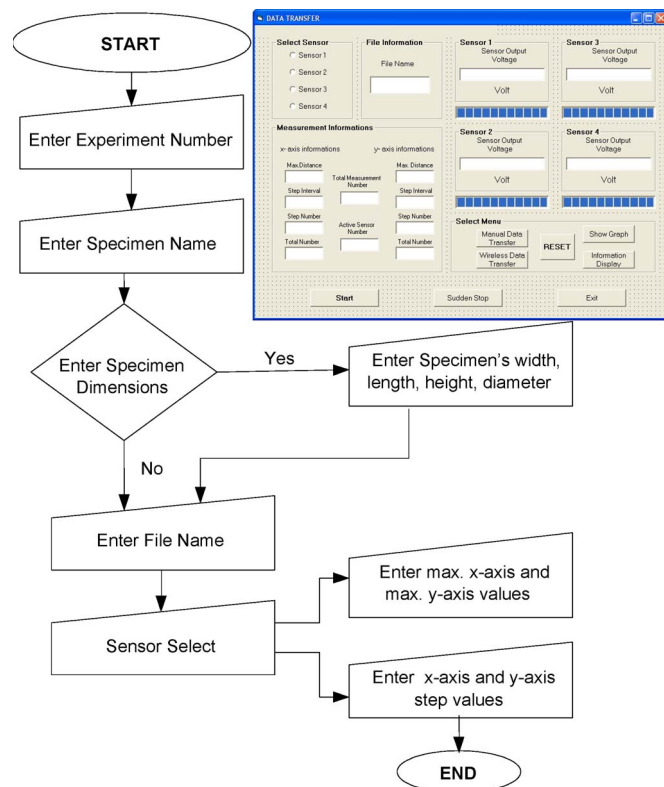 START
Enter Experiment Number
Enter Specimen Name
Enter Specimen
Dimensions
Yes
Enter Specimen's width,
length, height, diameter
No
Enter File Name
Sensor Select
Enter max. x-axis and
max. y-axis values
Enter x-axis and y-axis
step values
END
DATA TRANSFER
Select Sensor
Sensor 1
Sensor 2
Sensor 3
Sensor 4
File Information
File Name
Sensor 1
Sensor Output
Voltage
Volt
Sensor 3
Sensor Output
Voltage
Volt
Measurement Informations
x- axis informations
y- axis informations
Max.Distance
Step Interval
Step Number
Total Number
Total Measurement
Number
Active Sensor
Number
Max. Distance
Step Interval
Step Number
Total Number
Sensor 2
Sensor Output
Voltage
Volt
Sensor 4
Sensor Output
Voltage
Volt
Select Menu
Manual Data
Transfer
Wireless Data
Transfer
RESET
Show Graph
Information
Display
Start
Sudden Stop
Exit